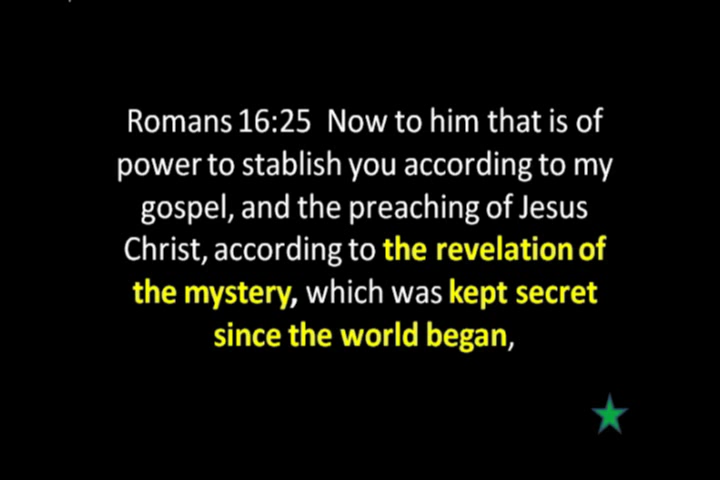 Romans 16:25  Now to him that is of
power to stablish you according to my
gospel, and the preaching of Jesus
Christ, according to the revelation of
the mystery, which was kept secret
since the world began,